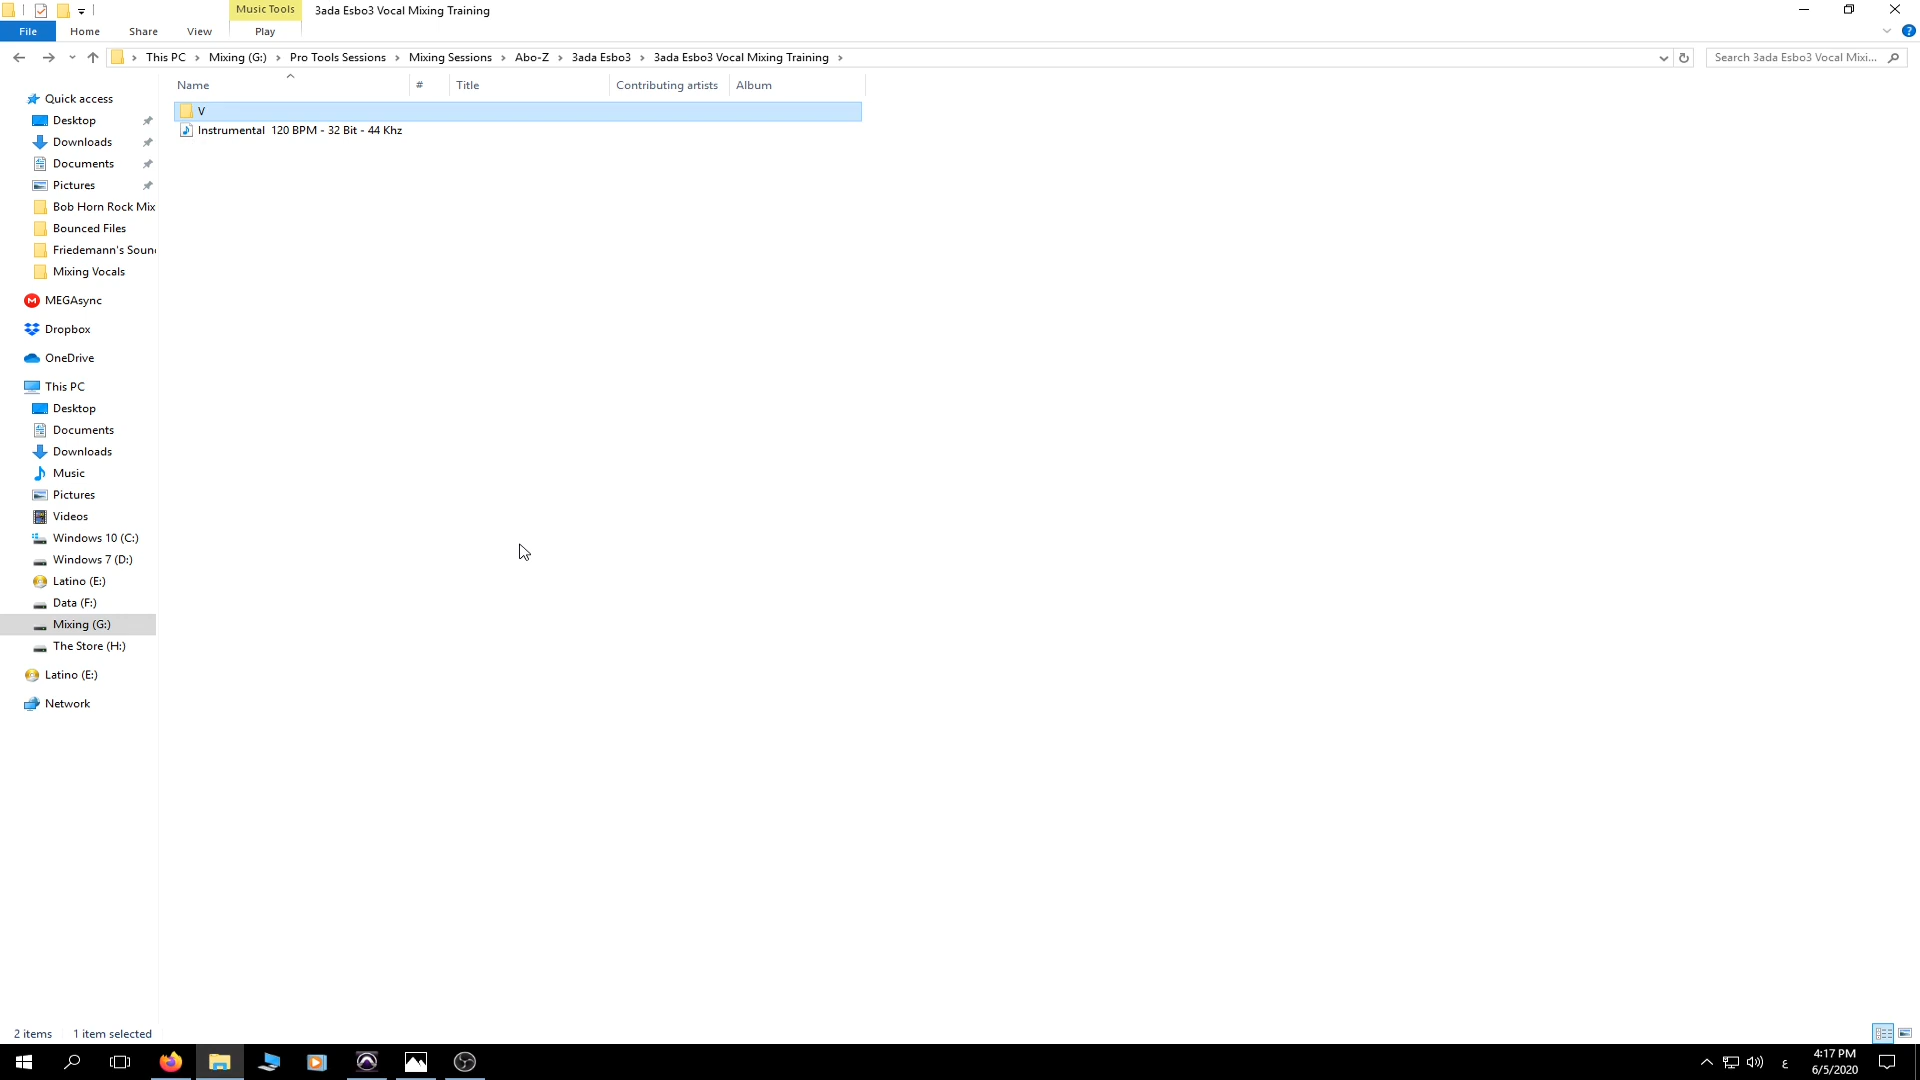 Music Tools
3ada Esbo3 Vocal Mixing Training
File
Home
Share
View
Play
This PC
Mixing (G:)
Pro Tools Sessions
Mixing Sessions
Abo-Z
3ada Esbo3
3ada Esbo3 Vocal Mixing Training
Search 3ada Esbo3 Vocal Mixi...
Name
#
Title
Contributing artists
Album
V
Instrumental 120 BPM - 32 Bit - 44 Khz
Quick access
Desktop
Downloads
Documents
Pictures
Bob Horn Rock Mix
Bounced Files
Friedemann's Soun
Mixing Vocals
MEGAsync
Dropbox
OneDrive
This PC
Desktop
Documents
Downloads
Music
Pictures
Videos
Windows 10 (C:)
Windows 7 (D:)
Latino (E:)
Data (F:)
Mixing (G:)
The Store (H:)
Latino (E:)
Network
2 items
1 item selected
ع
4:17 PM
6/5/2020